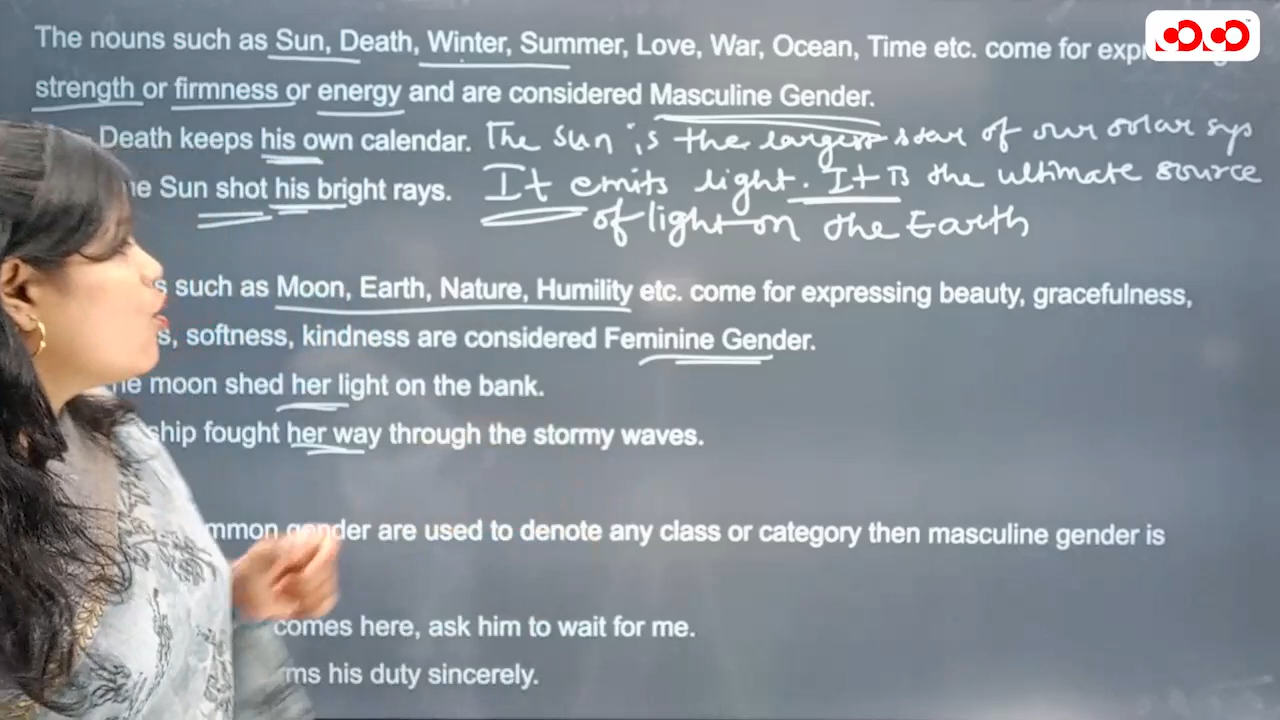 The nouns such as Sun, Death, Winter, Summer, Love, War, Ocean, Time etc. come for
strength or firmness or energy and are considered Masculine Gender.
Death keeps his own calendar.
The Sun is the largest star of our solar sys
Sun shot his bright rays.
It emits light. It is the ultimate source
of light on the Earth
such as Moon, Earth, Nature, Humility etc. come for expressing beauty, gracefulness,
softness, kindness are considered Feminine Gender.
moon shed her light on the bank.
ship fought her way through the stormy waves.
gender are used to denote any class or category then masculine gender is
comes here, ask him to wait for me.
his duty sincerely.